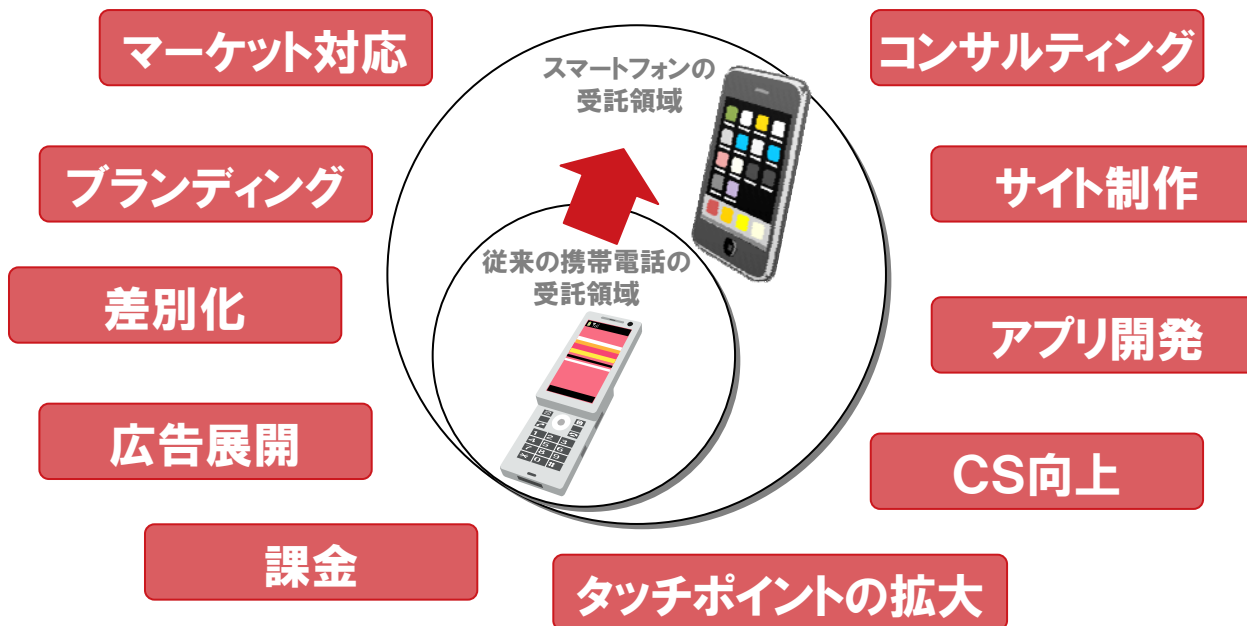 マーケット対応
コンサルティング
スマートフォンの
受託領域
ブランディング
サイト制作
従来の携帯電話の
受託領域
差別化
アプリ開発
広告展開
CS向上
課金
タッチポイントの拡大